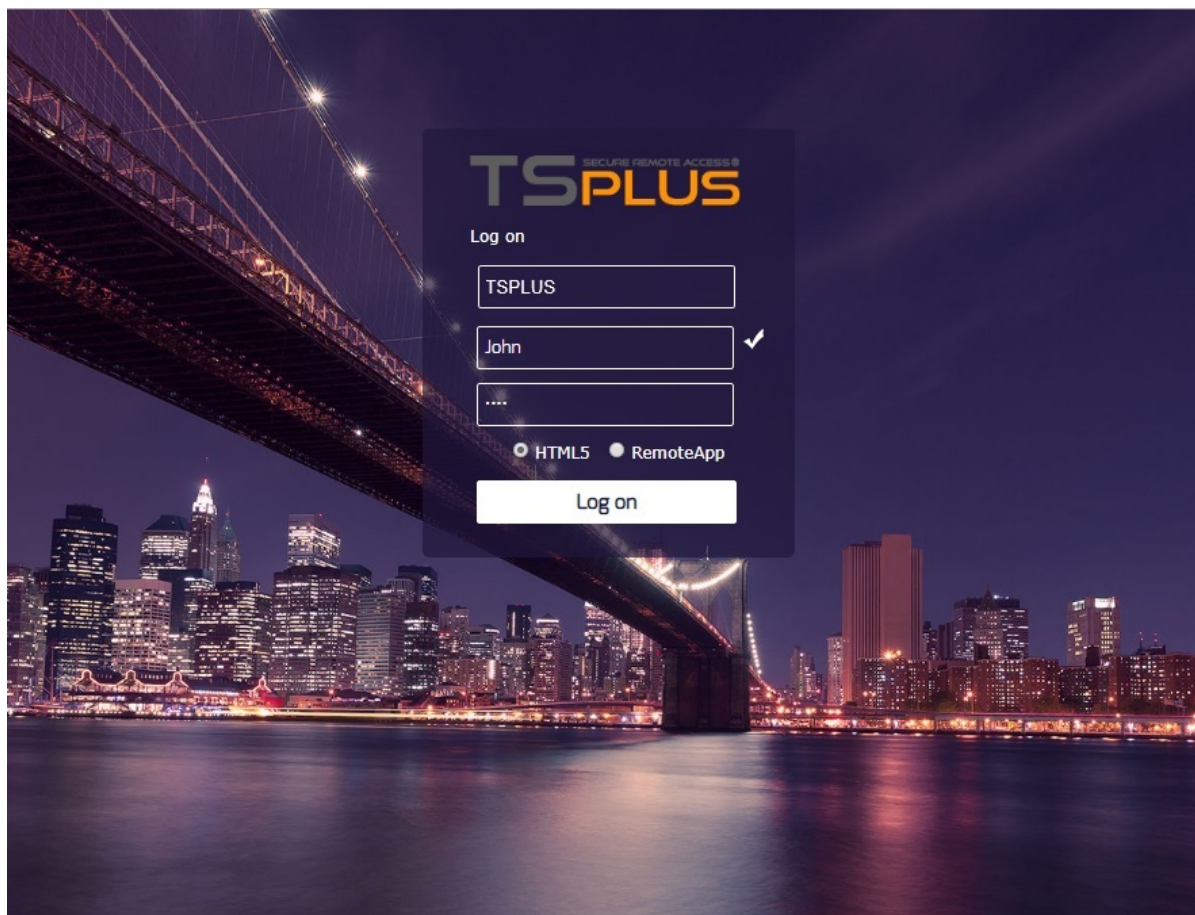 SECURE REMOTE ACCESS®
TSPLUS
Log on
TSPLUS
John
····
HTML5 RemoteApp
Log on